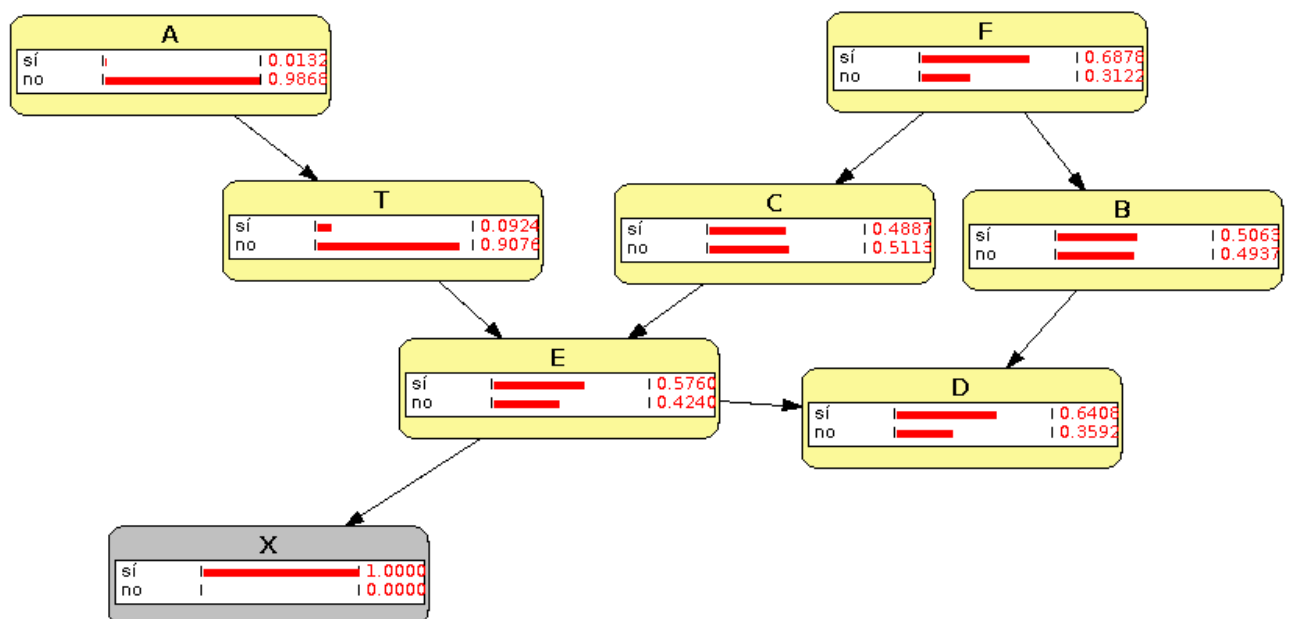 A
sí 0.0132
no 0.9868
F
sí 0.6878
no 0.3122
T
sí 0.0924
no 0.9076
C
sí 0.4887
no 0.5113
B
sí 0.5063
no 0.4937
E
sí 0.5760
no 0.4240
D
sí 0.6408
no 0.3592
X
sí 1.0000
no 0.0000